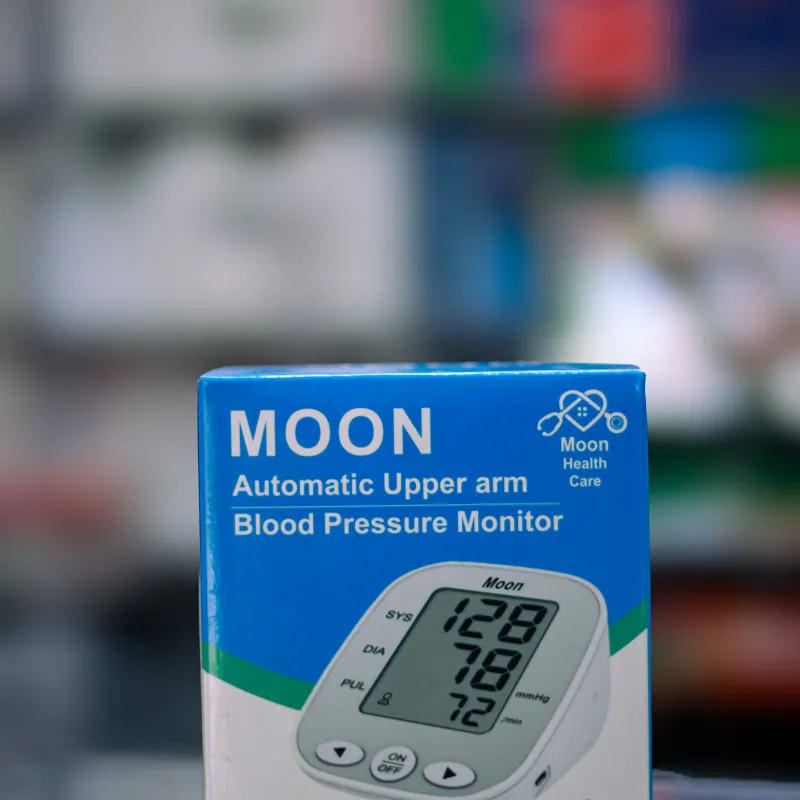 MOON
Automatic Upper arm
Blood Pressure Monitor
Moon
Health
Care
Moon
SYS 128
DIA 78
mmHg
PUL 72
/min
ON
OFF